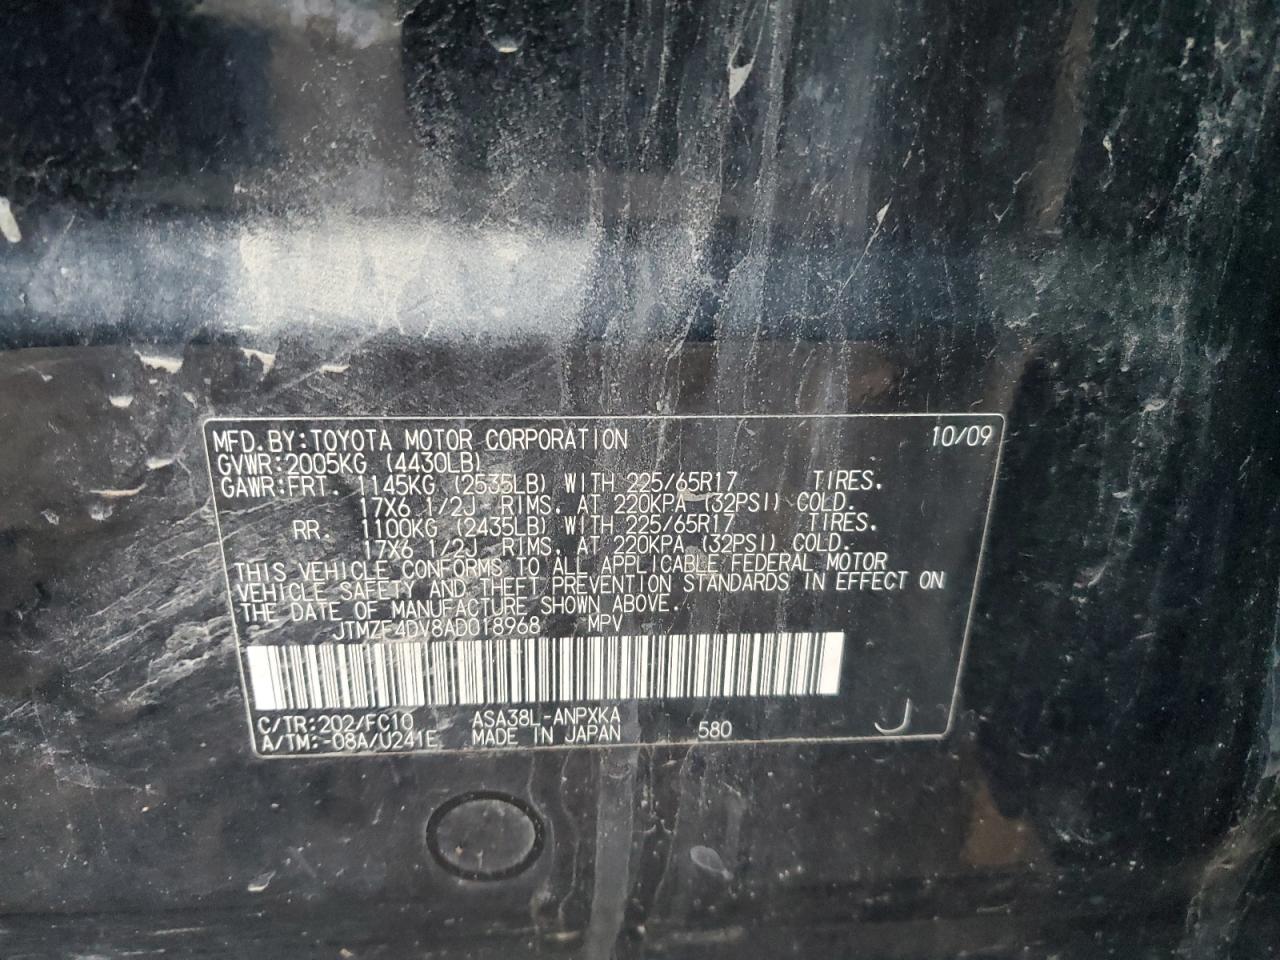 MFD.BY:TOYOTA MOTOR CORPORATION 10/09
GVWR:2005KG (4430LB)
GAWR:FRT. 1145KG (2535LB) WITH 225/65R17 TIRES.
17X6 1/2J RIMS, AT 220KPA (32PSI) COLD.
RR. 1100KG (2435LB) WITH 225/65R17 TIRES.
17X6 1/2J RIMS, AT 220KPA (32PSI) COLD.
THIS VEHICLE CONFORMS TO ALL APPLICABLE FEDERAL MOTOR
VEHICLE SAFETY AND THEFT PREVENTION STANDARDS IN EFFECT ON
THE DATE OF MANUFACTURE SHOWN ABOVE.
JTMZF4DV8AD018968 MPV
C/TR:202/FC10 ASA38L-ANPXKA 580 J
A/TM:-08A/U241E MADE IN JAPAN